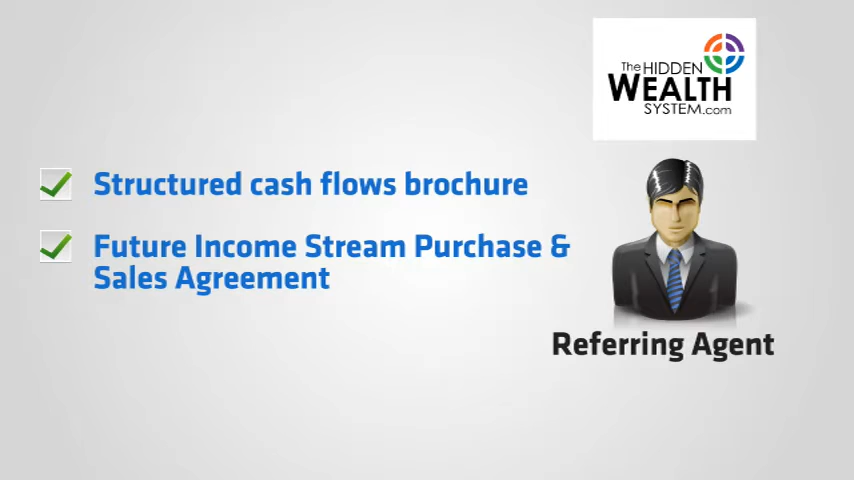 The HIDDEN
WEALTH
SYSTEM.com
Structured cash flows brochure
Future Income Stream Purchase &
Sales Agreement
Referring Agent